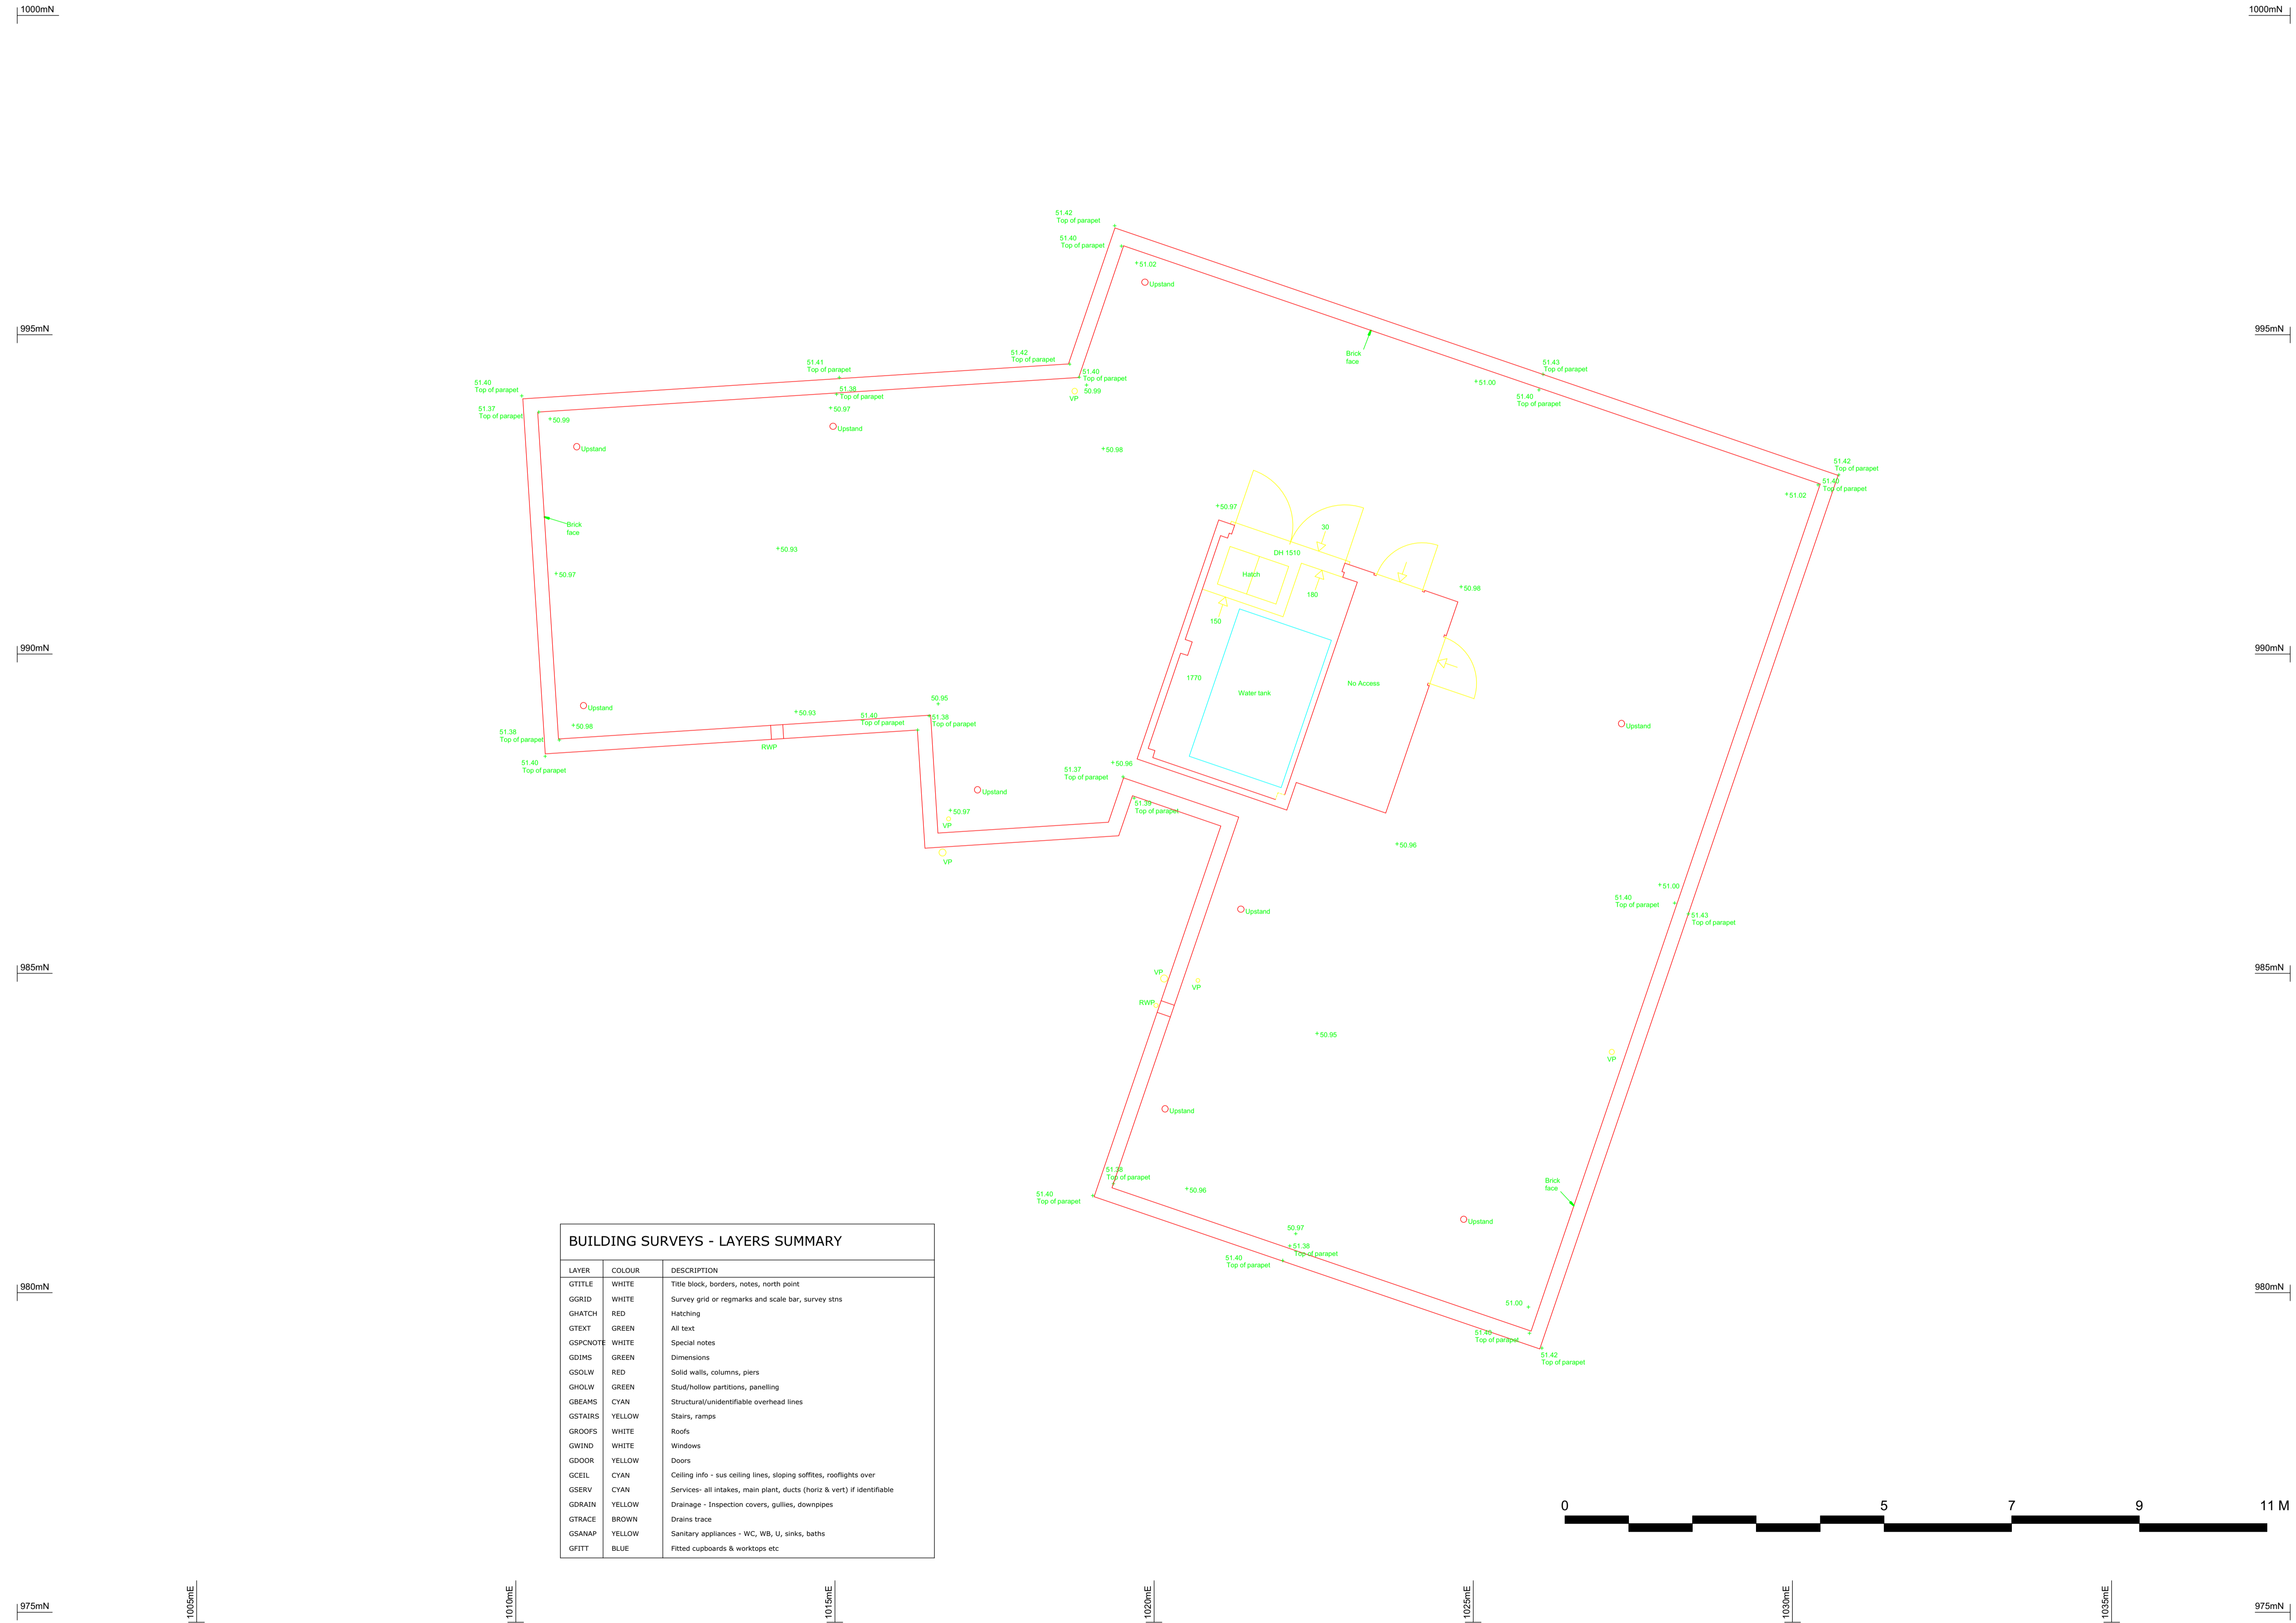 1000mN
1000mN
51.42
Top of parapet
51.40
Top of parapet
+51.02
Upstand
995mN
995mN
51.42
Top of parapet
Brick
face
51.41
Top of parapet
51.43
Top of parapet
51.40
Top of parapet
50.99
51.40
Top of parapet
51.38
Top of parapet
+51.00
51.40
Top of parapet
VP
51.37
Top of parapet
+50.97
+50.99
Upstand
Upstand
+50.98
51.42
Top of parapet
51.40
Top of parapet
+51.02
+50.97
Brick
face
30
+50.93
DH 1510
+50.97
Hatch
+50.98
180
150
990mN
990mN
1770
No Access
Water tank
50.95
Upstand
+50.93
51.40
Top of parapet
51.38
Top of parapet
+50.98
Upstand
51.38
Top of parapet
RWP
51.40
Top of parapet
+50.96
51.37
Top of parapet
Upstand
51.39
Top of parapet
+50.97
VP
+50.96
VP
+51.00
51.40
Top of parapet
Upstand
51.43
Top of parapet
985mN
985mN
VP
VP
RWP
+50.95
VP
Upstand
51.38
Top of parapet
Brick
face
+50.96
51.40
Top of parapet
Upstand
50.97
51.38
Top of parapet
51.40
Top of parapet
980mN
980mN
51.00
51.40
Top of parapet
51.42
Top of parapet
BUILDING SURVEYS - LAYERS SUMMARY
LAYER COLOUR DESCRIPTION
GTITLE WHITE Title block, borders, notes, north point
GGRID WHITE Survey grid or regmarks and scale bar, survey stns
GHATCH RED Hatching
GTEXT GREEN All text
GSPCNOTE WHITE Special notes
GDIMS GREEN Dimensions
GSOLW RED Solid walls, columns, piers
GHOLW GREEN Stud/hollow partitions, panelling
GBEAMS CYAN Structural/unidentifiable overhead lines
GSTAIRS YELLOW Stairs, ramps
GROOFS WHITE Roofs
GWIND WHITE Windows
GDOOR YELLOW Doors
GCEIL CYAN Ceiling info - sus ceiling lines, sloping soffites, rooflights over
GSERV CYAN Services- all intakes, main plant, ducts (horiz & vert) if identifiable
GDRAIN YELLOW Drainage - Inspection covers, gullies, downpipes
GTRACE BROWN Drains trace
GSANAP YELLOW Sanitary appliances - WC, WB, U, sinks, baths
GFITT BLUE Fitted cupboards & worktops etc
0 5 7 9 11 M
975mN
1005mE
1010mE
1015mE
1020mE
1025mE
1030mE
1035mE
975mN